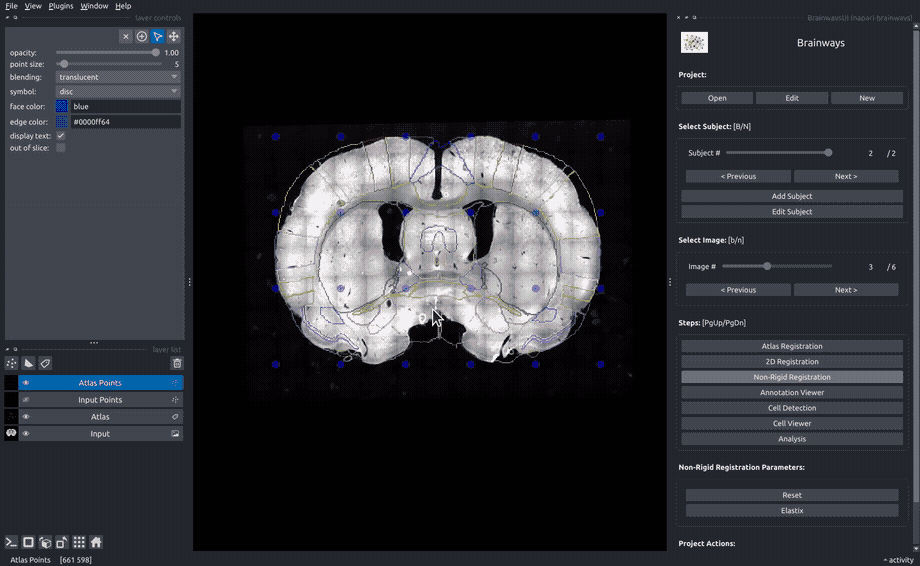 File View Plugins Window Help
layer controls
opacity: 1.00
point size: 5
blending: translucent
symbol: disc
face color: blue
edge color: #0000ff64
display text:
out of slice:
layer list
Atlas Points
Input Points
Atlas
Input
Atlas Points [661 598]
Brainways(i) (napari-brainways)
Brainways
Project:
Open Edit New
Select Subject: [B/N]
Subject # 2 / 2
< Previous Next >
Add Subject
Edit Subject
Select Image: [b/n]
Image # 3 / 6
< Previous Next >
Steps: [PgUp/PgDn]
Atlas Registration
2D Registration
Non-Rigid Registration
Annotation Viewer
Cell Detection
Cell Viewer
Analysis
Non-Rigid Registration Parameters:
Reset
Elastix
Project Actions:
activity